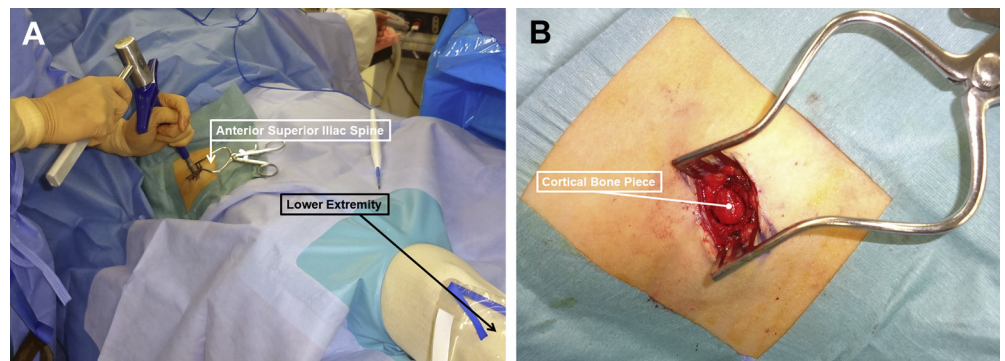 A
Anterior Superior Iliac Spine
Lower Extremity
B
Cortical Bone Piece